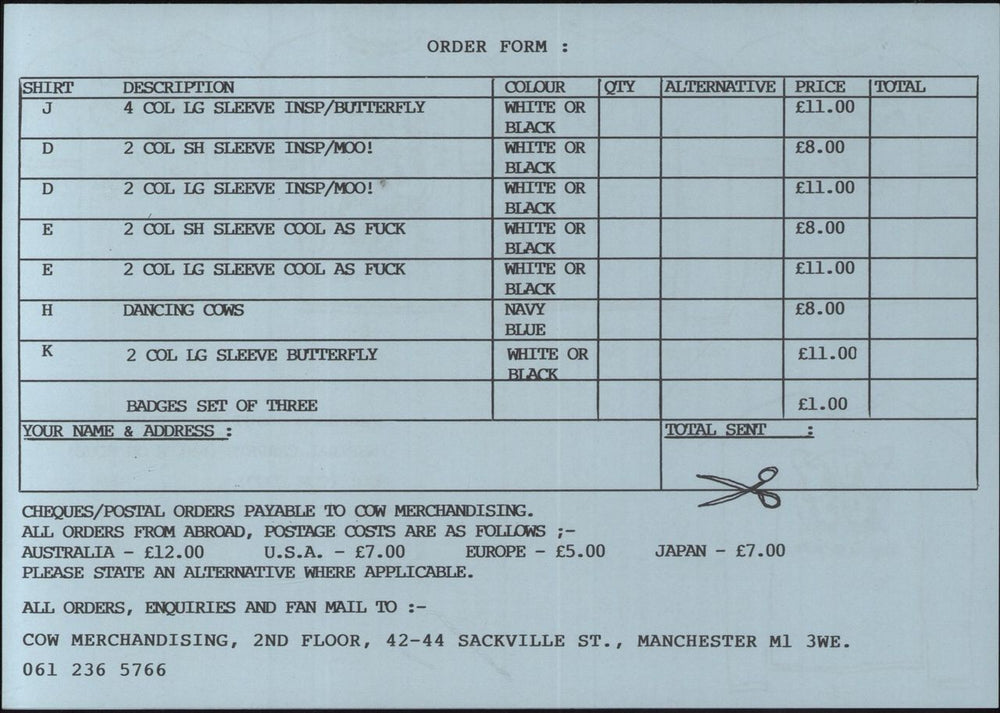 ORDER FORM :
SHIRT DESCRIPTION COLOUR QTY ALTERNATIVE PRICE TOTAL
J 4 COL LG SLEEVE INSP/BUTTERFLY WHITE OR £11.00
BLACK
D 2 COL SH SLEEVE INSP/MOO! WHITE OR £8.00
BLACK
D 2 COL LG SLEEVE INSP/MOO! WHITE OR £11.00
BLACK
E 2 COL SH SLEEVE COOL AS FUCK WHITE OR £8.00
BLACK
E 2 COL LG SLEEVE COOL AS FUCK WHITE OR £11.00
BLACK
H DANCING COWS NAVY £8.00
BLUE
K 2 COL LG SLEEVE BUTTERFLY WHITE OR £11.00
BLACK
BADGES SET OF THREE £1.00
YOUR NAME & ADDRESS : TOTAL SENT :
CHEQUES/POSTAL ORDERS PAYABLE TO COW MERCHANDISING.
ALL ORDERS FROM ABROAD, POSTAGE COSTS ARE AS FOLLOWS ;-
AUSTRALIA - £12.00 U.S.A. - £7.00 EUROPE - £5.00 JAPAN - £7.00
PLEASE STATE AN ALTERNATIVE WHERE APPLICABLE.
ALL ORDERS, ENQUIRIES AND FAN MAIL TO :-
COW MERCHANDISING, 2ND FLOOR, 42-44 SACKVILLE ST., MANCHESTER M1 3WE.
061 236 5766